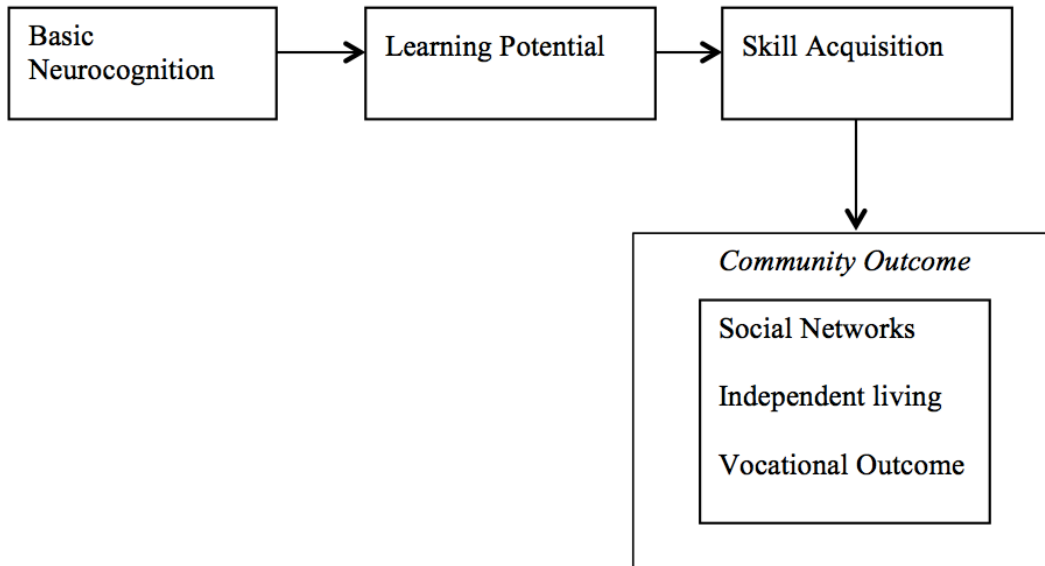 Basic
Neurocognition
Learning Potential
Skill Acquisition
Community Outcome
Social Networks
Independent living
Vocational Outcome